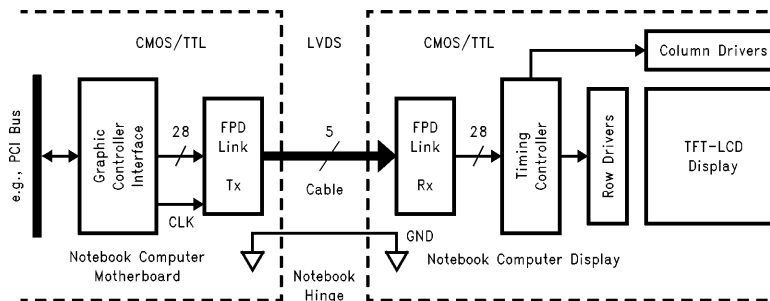 CMOS/TTL
LVDS
CMOS/TTL
Column Drivers
e.g., PCI Bus
Graphic
Controller
Interface
28
CLK
FPD
Link
Tx
5
Cable
FPD
Link
Rx
28
Timing
Controller
Row Drivers
TFT-LCD
Display
GND
Notebook Computer
Motherboard
Notebook
Hinge
Notebook Computer Display